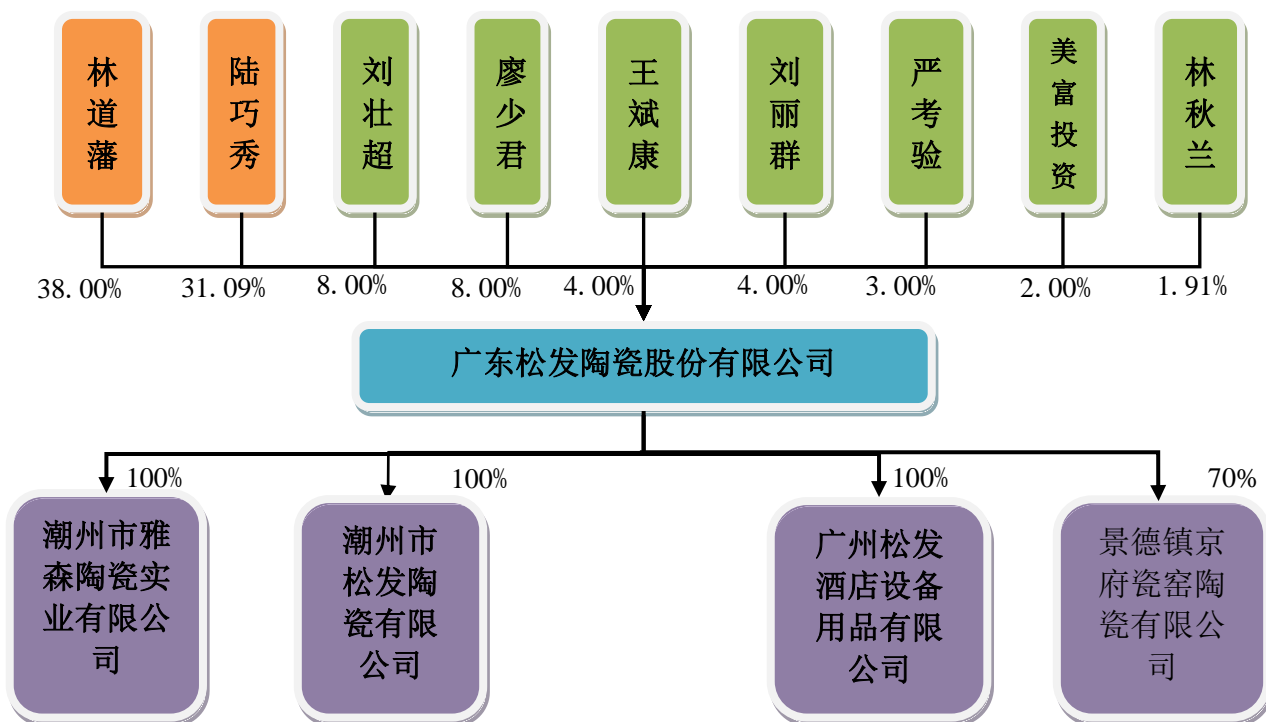 林道藩
陆巧秀
刘壮超
廖少君
王斌康
刘丽群
严考验
美富投资
林秋兰
38.00%
31.09%
8.00%
8.00%
4.00%
4.00%
3.00%
2.00%
1.91%
广东松发陶瓷股份有限公司
100%
100%
100%
70%
潮州市雅
森陶瓷实
业有限公
司
潮州市
松发陶
瓷有限
公司
广州松发
酒店设备
用品有限
公司
景德镇京
府瓷窑陶
瓷有限公
司